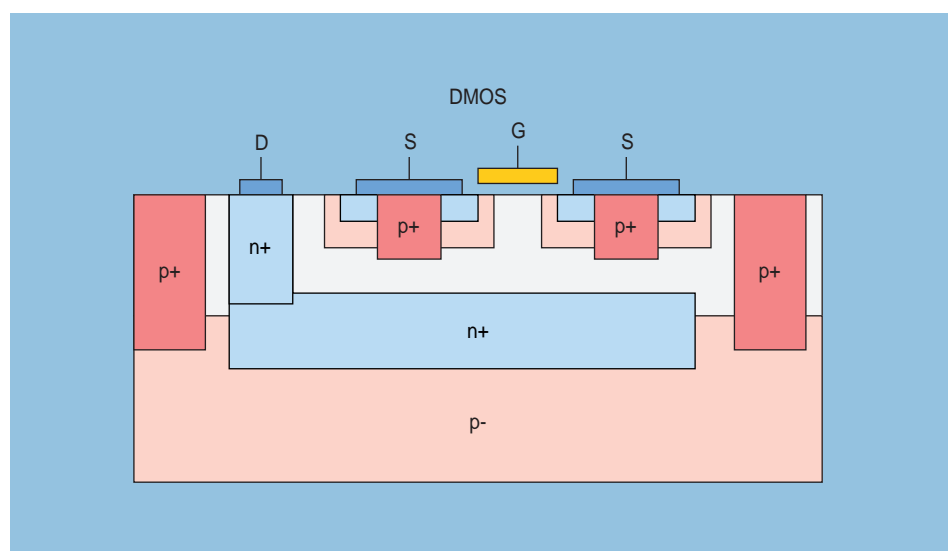 DMOS
G
D S S
p+ p+
n+
p+ p+
n+
p-